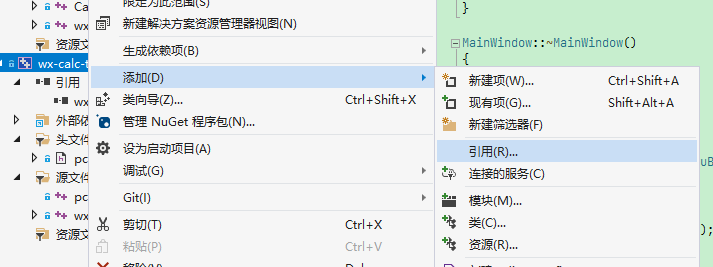 Ca
wx
资源文
wx-calc-t
引用
wx
外部依
头文件
pc
源文件
pc
wx
资源文
限定为此范围(S)
新建解决方案资源管理器视图(N)
生成依赖项(B)
添加(D)
类向导(Z)... Ctrl+Shift+X
管理 NuGet 程序包(N)...
设为启动项目(A)
调试(G)
Git(I)
剪切(T) Ctrl+X
粘贴(P) Ctrl+V
新建项(W)... Ctrl+Shift+A
现有项(G)... Shift+Alt+A
新建筛选器(F)
引用(R)...
连接的服务(C)
模块(M)...
类(C)...
资源(R)...
}
MainWindow::~MainWindow()
{
uB
);